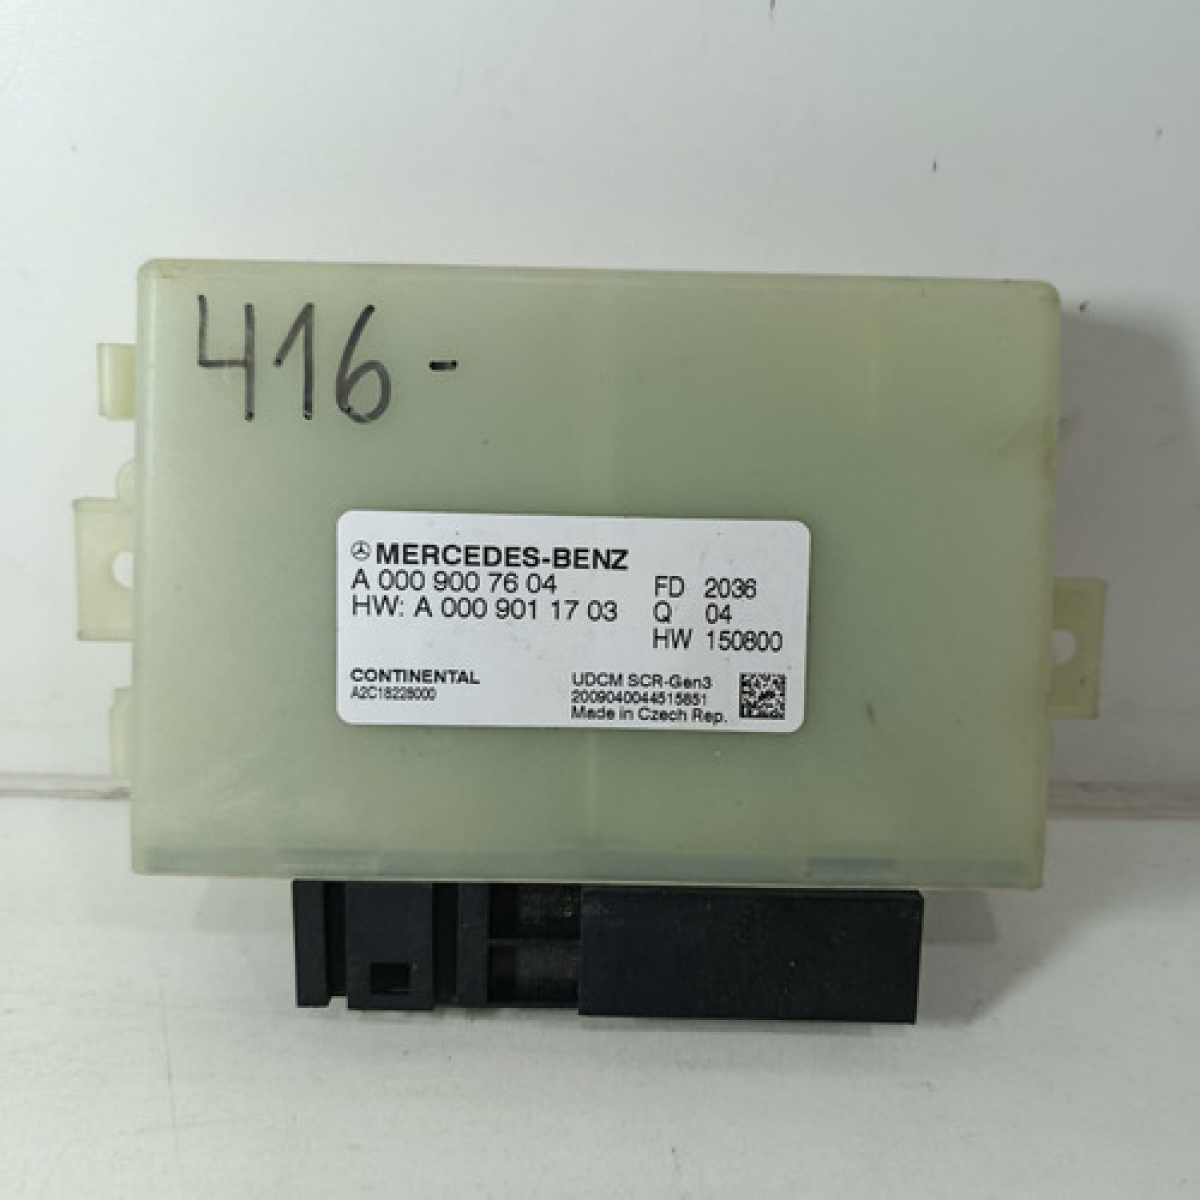 416-
MERCEDES-BENZ
A 000 900 76 04
HW: A 000 901 17 03
FD 2036
Q 04
HW 150800
CONTINENTAL
A2C18228000
UDCM SCR-Gen3
2009040044515851
Made in Czech Rep.